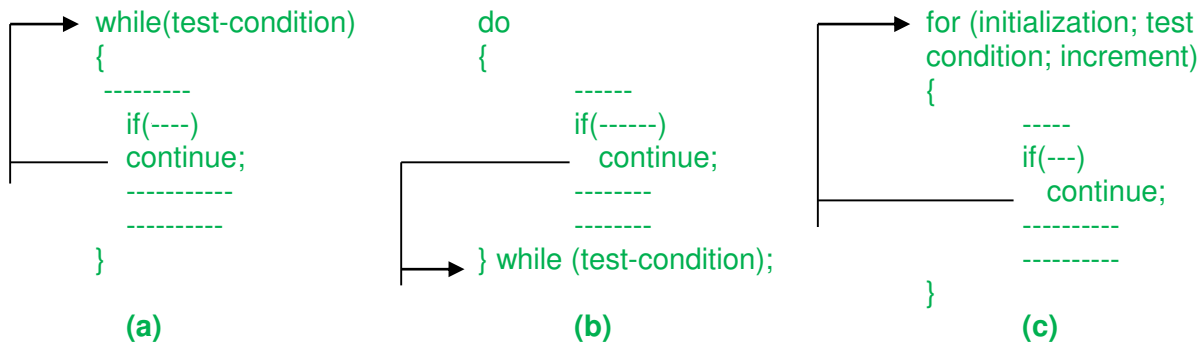 while(test-condition)
{
---------
if(----)
continue;
-----------
----------
}
(a)
do
{
------
if(------)
continue;
--------
--------
} while (test-condition);
(b)
for (initialization; test
condition; increment)
{
-----
if(---)
continue;
----------
----------
}
(c)